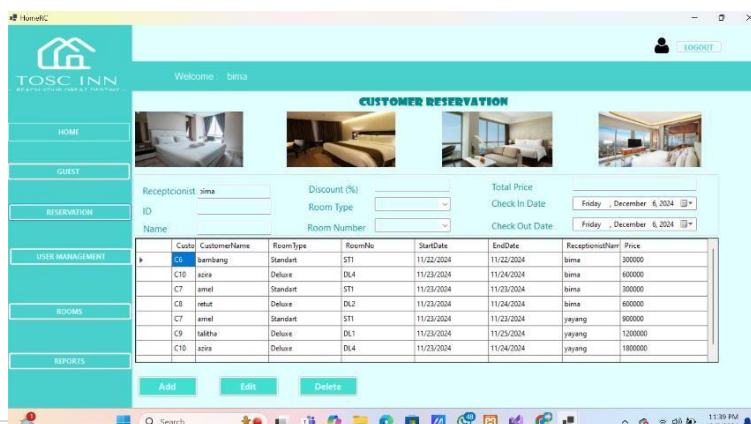 HomeRC
LOGOUT
TOSC INN
REACH YOUR GREAT DESTINY
Welcome : bima
CUSTOMER RESERVATION
HOME
GUEST
RESERVATION
USER MANAGEMENT
ROOMS
REPORTS
Receptcionist bima
Discount (%)
Total Price
ID
Room Type
Check In Date Friday , December 6, 2024
Name
Room Number
Check Out Date Friday , December 6, 2024
Custo CustomerName RoomType RoomNo StartDate EndDate ReceptionistNam Price
C6 bambang Standart ST1 11/22/2024 11/22/2024 bima 300000
C10 azira Deluxe DL4 11/23/2024 11/24/2024 bima 600000
C7 amel Standart ST1 11/23/2024 11/23/2024 bima 300000
C8 retut Deluxe DL2 11/23/2024 11/24/2024 bima 600000
C7 amel Standart ST1 11/23/2024 11/23/2024 yayang 900000
C9 talitha Deluxe DL1 11/23/2024 11/25/2024 yayang 1200000
C10 azira Deluxe DL4 11/23/2024 11/24/2024 yayang 1800000
Add Edit Delete
Search
11:39 PM